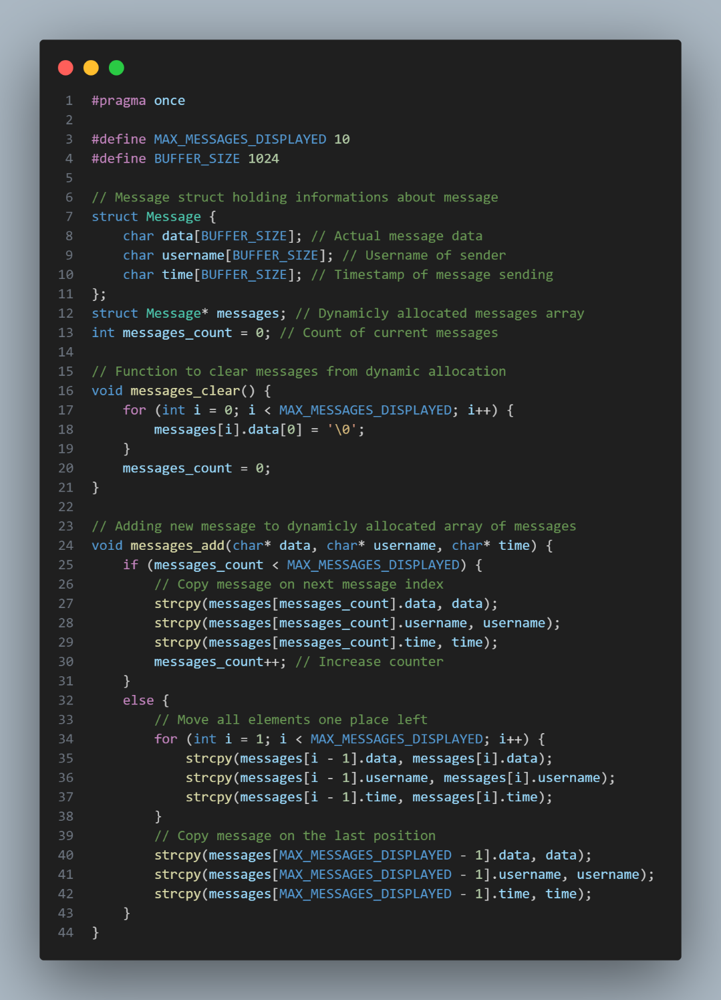 1 #pragma once
2
3 #define MAX_MESSAGES_DISPLAYED 10
4 #define BUFFER_SIZE 1024
5
6 // Message struct holding informations about message
7 struct Message {
8     char data[BUFFER_SIZE]; // Actual message data
9     char username[BUFFER_SIZE]; // Username of sender
10     char time[BUFFER_SIZE]; // Timestamp of message sending
11 };
12 struct Message* messages; // Dynamicly allocated messages array
13 int messages_count = 0; // Count of current messages
14
15 // Function to clear messages from dynamic allocation
16 void messages_clear() {
17     for (int i = 0; i < MAX_MESSAGES_DISPLAYED; i++) {
18         messages[i].data[0] = '\0';
19     }
20     messages_count = 0;
21 }
22
23 // Adding new message to dynamicly allocated array of messages
24 void messages_add(char* data, char* username, char* time) {
25     if (messages_count < MAX_MESSAGES_DISPLAYED) {
26         // Copy message on next message index
27         strcpy(messages[messages_count].data, data);
28         strcpy(messages[messages_count].username, username);
29         strcpy(messages[messages_count].time, time);
30         messages_count++; // Increase counter
31     }
32     else {
33         // Move all elements one place left
34         for (int i = 1; i < MAX_MESSAGES_DISPLAYED; i++) {
35             strcpy(messages[i - 1].data, messages[i].data);
36             strcpy(messages[i - 1].username, messages[i].username);
37             strcpy(messages[i - 1].time, messages[i].time);
38         }
39         // Copy message on the last position
40         strcpy(messages[MAX_MESSAGES_DISPLAYED - 1].data, data);
41         strcpy(messages[MAX_MESSAGES_DISPLAYED - 1].username, username);
42         strcpy(messages[MAX_MESSAGES_DISPLAYED - 1].time, time);
43     }
44 }